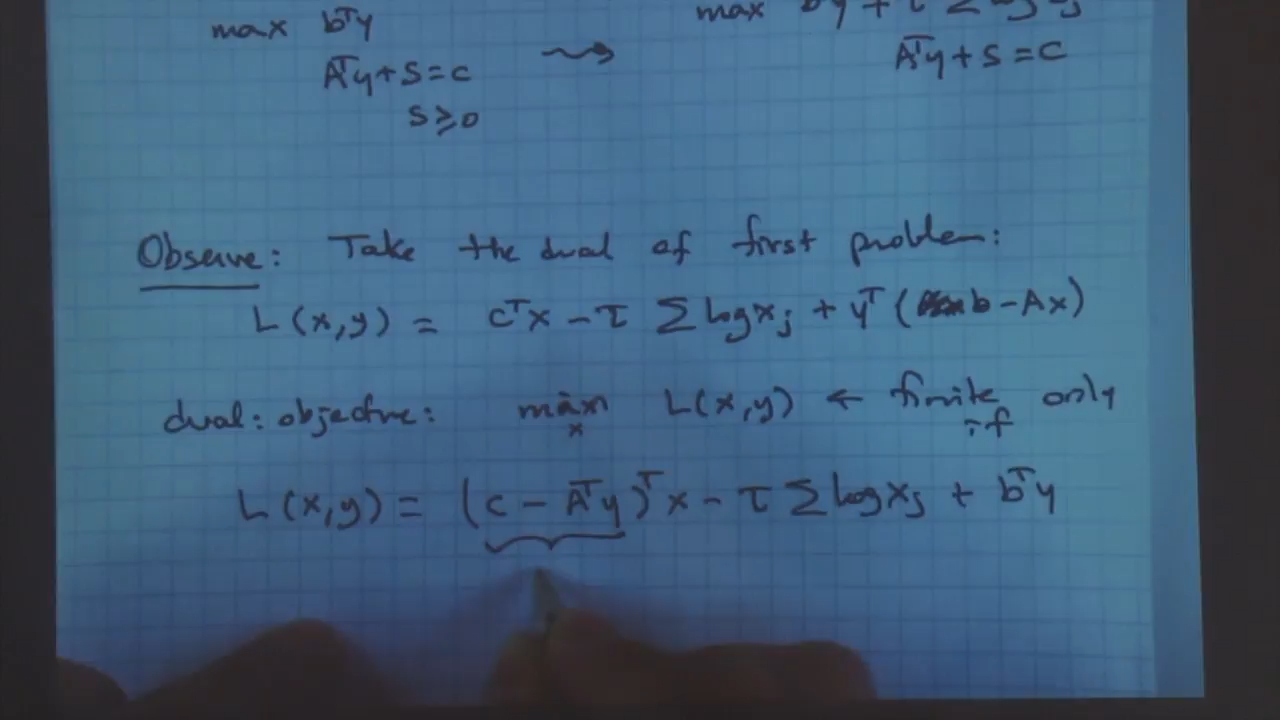 max bᵀy
max bᵀy + τ Σ log sⱼ
Aᵀy + s = c
Aᵀy + s = c
s ≥ 0
Observe: Take the dual of first problem:
L(x,y) = cᵀx − τ Σ log xⱼ + yᵀ(b − Ax)
dual: objective: min L(x,y) ← finite only
x if
L(x,y) = (c − Aᵀy)ᵀx − τ Σ log xⱼ + bᵀy